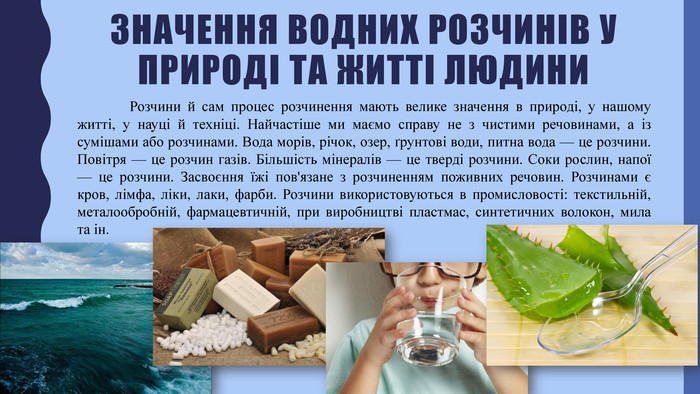 ЗНАЧЕННЯ ВОДНИХ РОЗЧИНІВ У
ПРИРОДІ ТА ЖИТТІ ЛЮДИНИ
Розчини й сам процес розчинення мають велике значення в природі, у нашому
житті, у науці й техніці. Найчастіше ми маємо справу не з чистими речовинами, а із
сумішами або розчинами. Вода морів, річок, озер, ґрунтові води, питна вода — це розчини.
Повітря — це розчин газів. Більшість мінералів — це тверді розчини. Соки рослин, напої
— це розчини. Засвоєння їжі пов'язане з розчиненням поживних речовин. Розчинами є
кров, лімфа, ліки, лаки, фарби. Розчини використовуються в промисловості: текстильній,
металообробній, фармацевтичній, при виробництві пластмас, синтетичних волокон, мила
та ін.